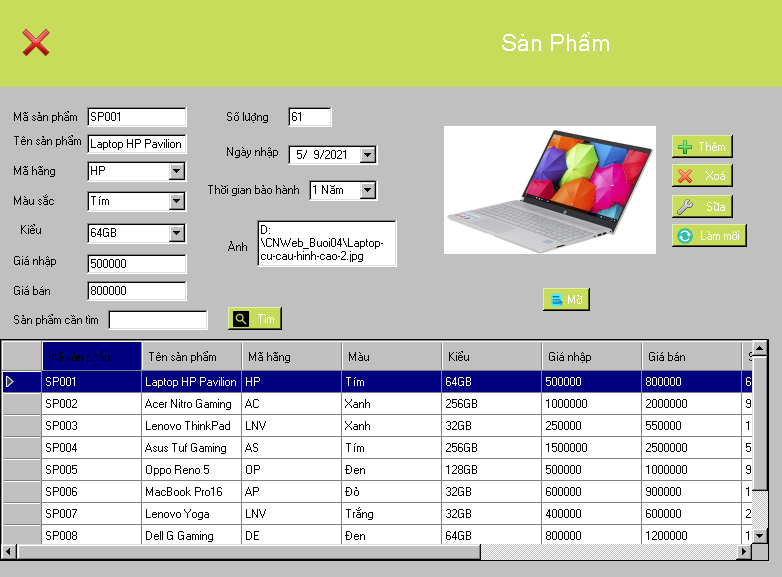 Sản Phẩm
Mã sản phẩm SP001
Tên sản phẩm Laptop HP Pavilion
Mã hãng HP
Màu sắc Tím
Kiểu 64GB
Giá nhập 500000
Giá bán 800000
Sản phẩm cần tìm
Tìm
Số lượng 61
Ngày nhập 5/ 9/2021
Thời gian bảo hành 1 Năm
Ảnh
D:
\CNWeb_Buoi04\Laptop-
cu-cau-hinh-cao-2.jpg
Mở
Thêm
Xoá
Sửa
Làm mới
Mã sản phẩm Tên sản phẩm Mã hãng Màu Kiểu Giá nhập Giá bán
SP001 Laptop HP Pavilion HP Tím 64GB 500000 800000 6
SP002 Acer Nitro Gaming AC Xanh 256GB 1000000 2000000 9
SP003 Lenovo ThinkPad LNV Xanh 32GB 250000 550000 1
SP004 Asus Tuf Gaming AS Tím 256GB 1500000 2500000 5
SP005 Oppo Reno 5 OP Đen 128GB 500000 1000000 9
SP006 MacBook Pro16 AP Đỏ 32GB 600000 900000 1
SP007 Lenovo Yoga LNV Trắng 32GB 400000 600000 2
SP008 Dell G Gaming DE Đen 64GB 800000 1200000